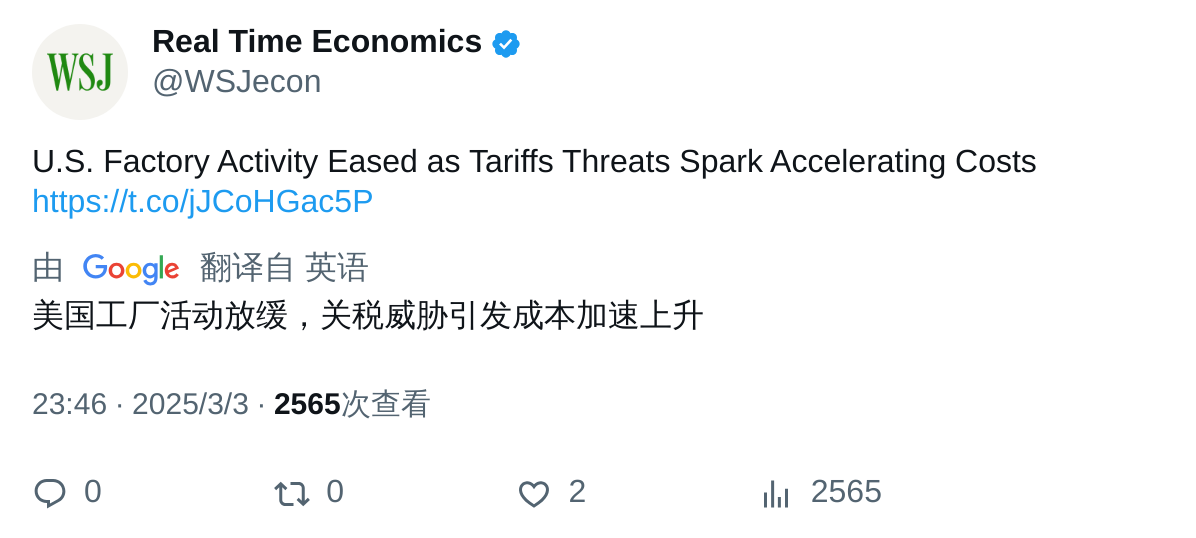 WSJ
Real Time Economics
@WSJecon
U.S. Factory Activity Eased as Tariffs Threats Spark Accelerating Costs
https://t.co/jJCoHGac5P
由 Google 翻译自 英语
美国工厂活动放缓，关税威胁引发成本加速上升
23:46 · 2025/3/3 · 2565次查看
0 0 2 2565